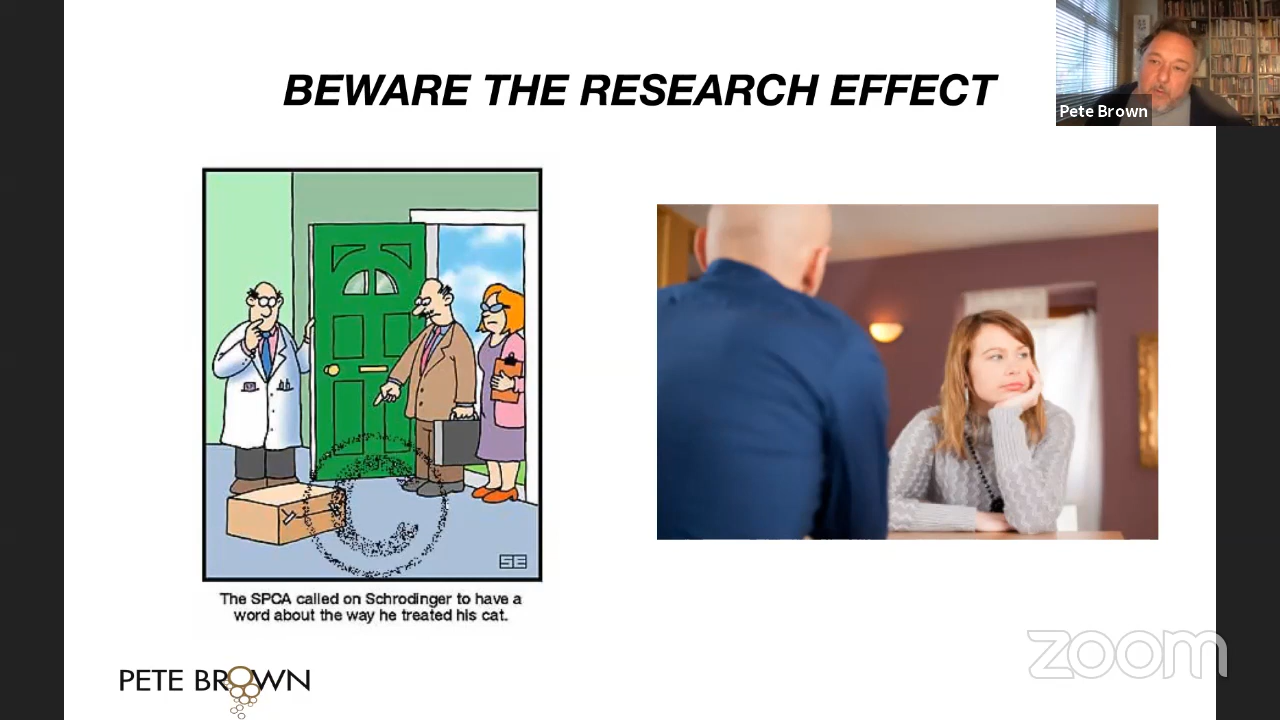 BEWARE THE RESEARCH EFFECT
Pete Brown
SE
The SPCA called on Schrodinger to have a
word about the way he treated his cat.
zoom
PETE BROWN